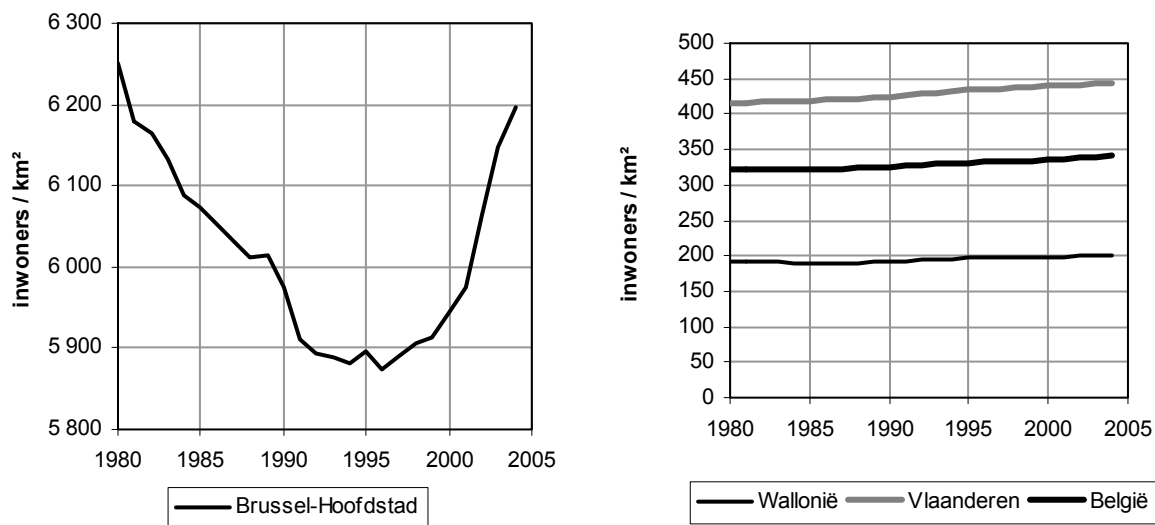 inwoners / km²
6 300
6 200
6 100
6 000
5 900
5 800
1980 1985 1990 1995 2000 2005
Brussel-Hoofdstad
inwoners / km²
500
450
400
350
300
250
200
150
100
50
0
1980 1985 1990 1995 2000 2005
Wallonië Vlaanderen België